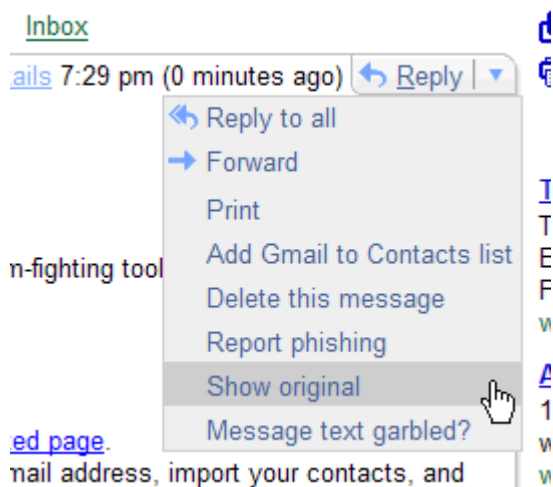 Inbox
ails 7:29 pm (0 minutes ago) Reply
Reply to all
Forward
Print
Add Gmail to Contacts list
m-fighting tool
Delete this message
Report phishing
Show original
Message text garbled?
ed page.
mail address, import your contacts, and